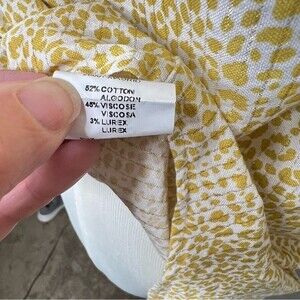 52% COTTON
ALGODON
45% VISCOSE
VISCOSA
3% LUREX
LUREX